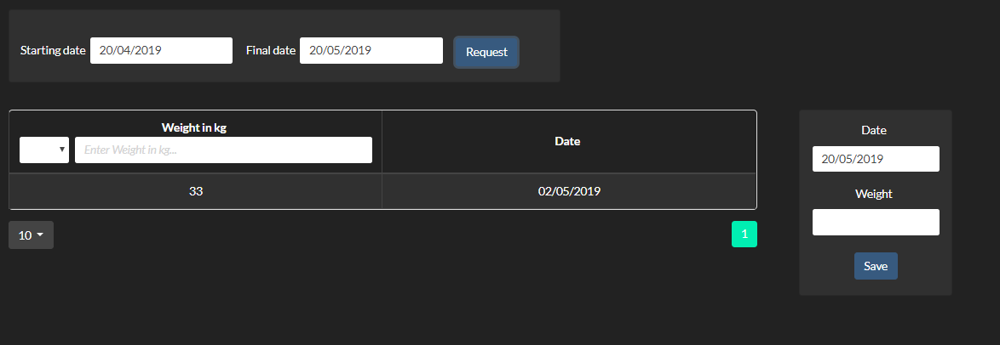 Starting date 20/04/2019 Final date 20/05/2019 Request
Weight in kg
Enter Weight in kg...
Date
33 02/05/2019
10
1
Date
20/05/2019
Weight
Save